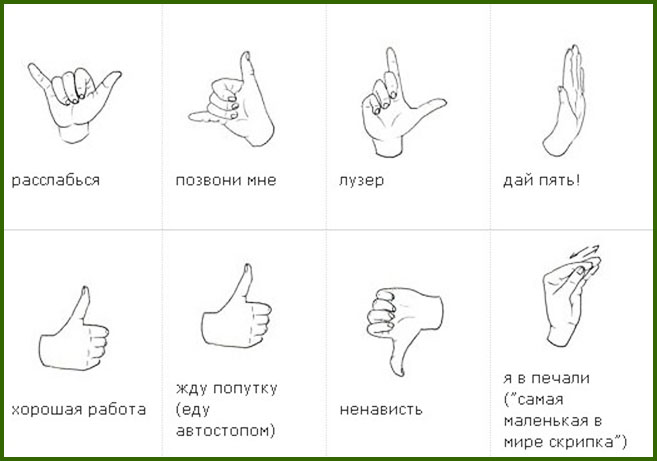 расслабься
позвони мне
лузер
дай пять!
хорошая работа
жду попутку
(еду
автостопом)
ненависть
я в печали
("самая
маленькая в
мире скрипка")